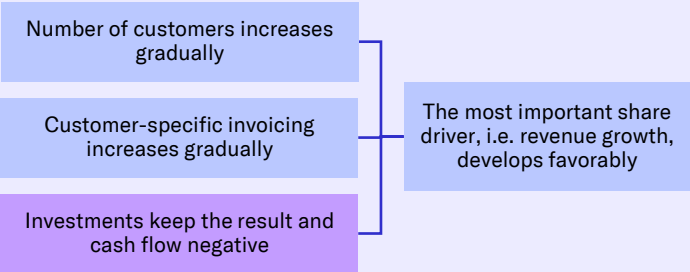 Number of customers increases
gradually
Customer-specific invoicing
increases gradually
Investments keep the result and
cash flow negative
The most important share
driver, i.e. revenue growth,
develops favorably